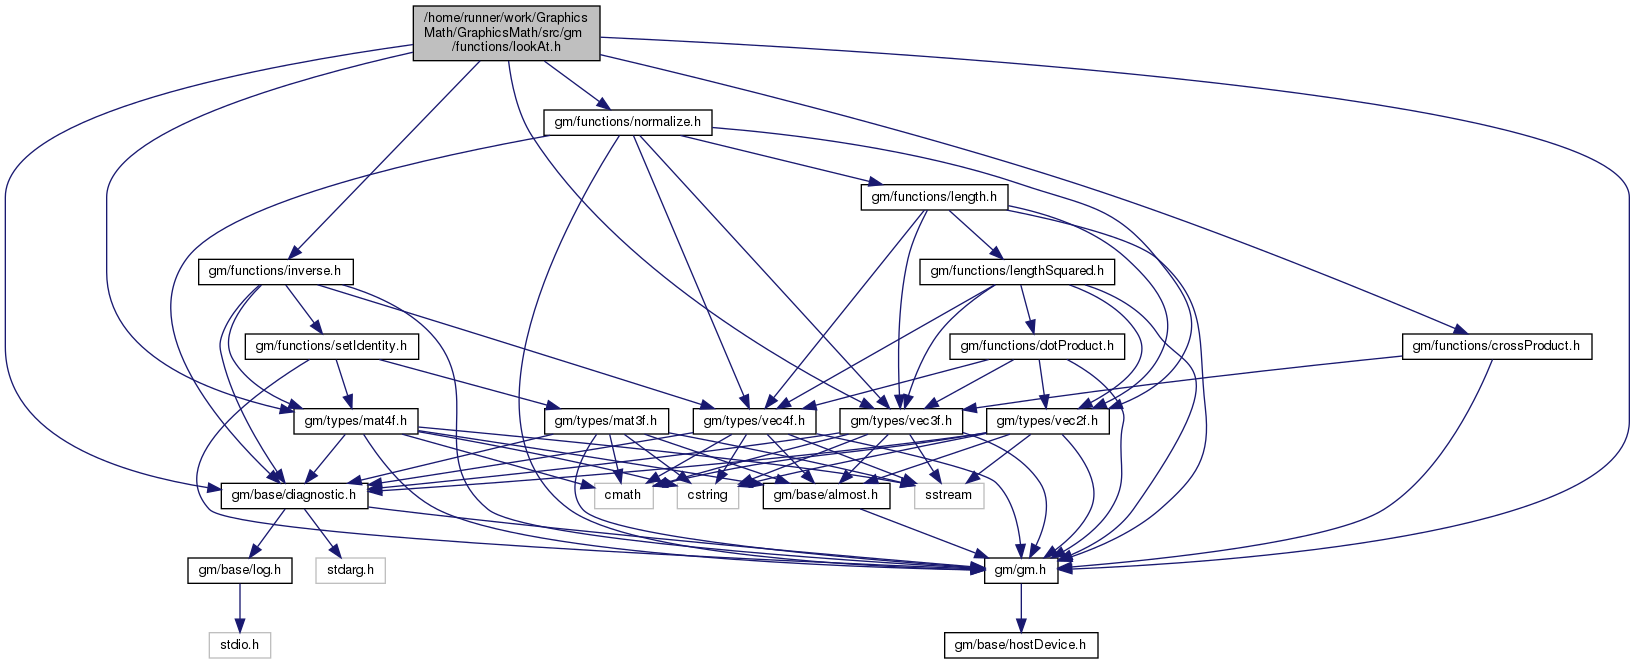 /home/runner/work/Graphics
Math/GraphicsMath/src/gm
/functions/lookAt.h
gm/functions/normalize.h
gm/functions/length.h
gm/functions/inverse.h
gm/functions/lengthSquared.h
gm/functions/setIdentity.h
gm/functions/dotProduct.h
gm/functions/crossProduct.h
gm/types/mat4f.h
gm/types/mat3f.h
gm/types/vec4f.h
gm/types/vec3f.h
gm/types/vec2f.h
gm/base/diagnostic.h
cmath
cstring
gm/base/almost.h
sstream
gm/base/log.h
stdarg.h
gm/gm.h
stdio.h
gm/base/hostDevice.h